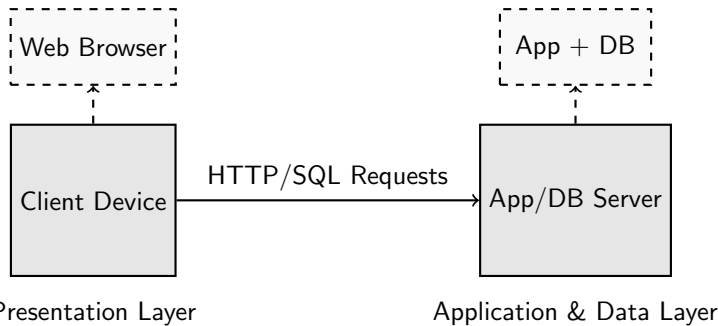 Web Browser
App + DB
HTTP/SQL Requests
Client Device
App/DB Server
Presentation Layer
Application & Data Layer